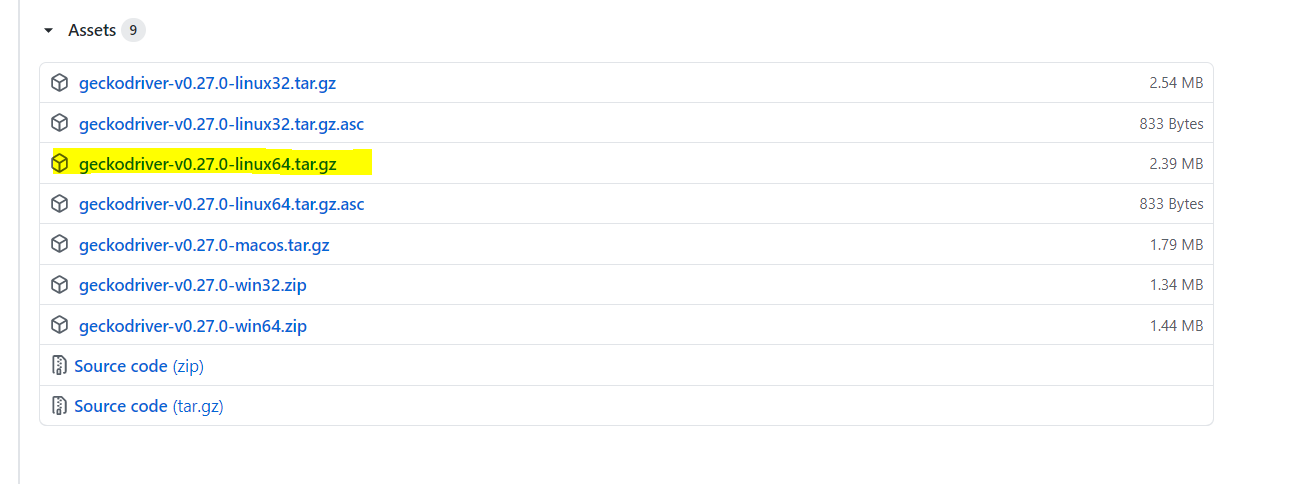 Assets 9
geckodriver-v0.27.0-linux32.tar.gz 2.54 MB
geckodriver-v0.27.0-linux32.tar.gz.asc 833 Bytes
geckodriver-v0.27.0-linux64.tar.gz 2.39 MB
geckodriver-v0.27.0-linux64.tar.gz.asc 833 Bytes
geckodriver-v0.27.0-macos.tar.gz 1.79 MB
geckodriver-v0.27.0-win32.zip 1.34 MB
geckodriver-v0.27.0-win64.zip 1.44 MB
Source code (zip)
Source code (tar.gz)